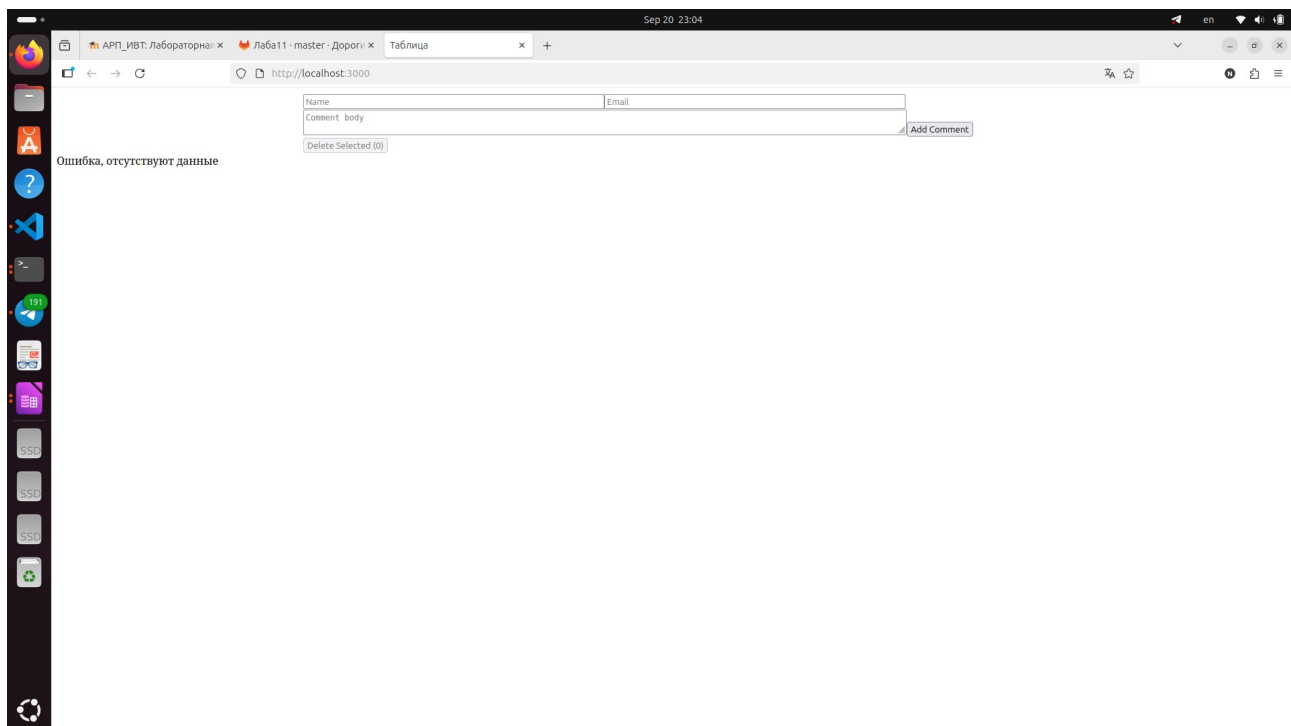 Sep 20 23:04
en
АРП_ИВТ: Лабораторная
Лаба11 · master · Дороги
Таблица
http://localhost:3000
N
Name
Email
Comment body
Add Comment
Delete Selected (0)
Ошибка, отсутствуют данные
A
?
>_
191
SSD
SSD
SSD